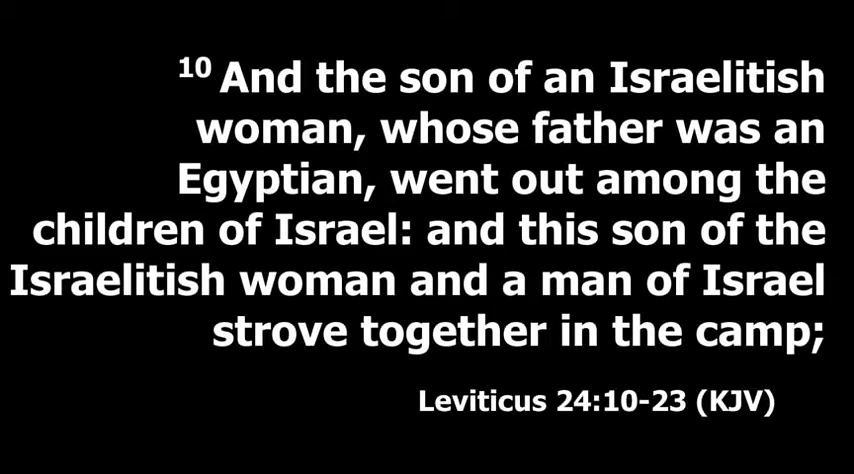 10 And the son of an Israelitish
woman, whose father was an
Egyptian, went out among the
children of Israel: and this son of the
Israelitish woman and a man of Israel
strove together in the camp;
Leviticus 24:10-23 (KJV)